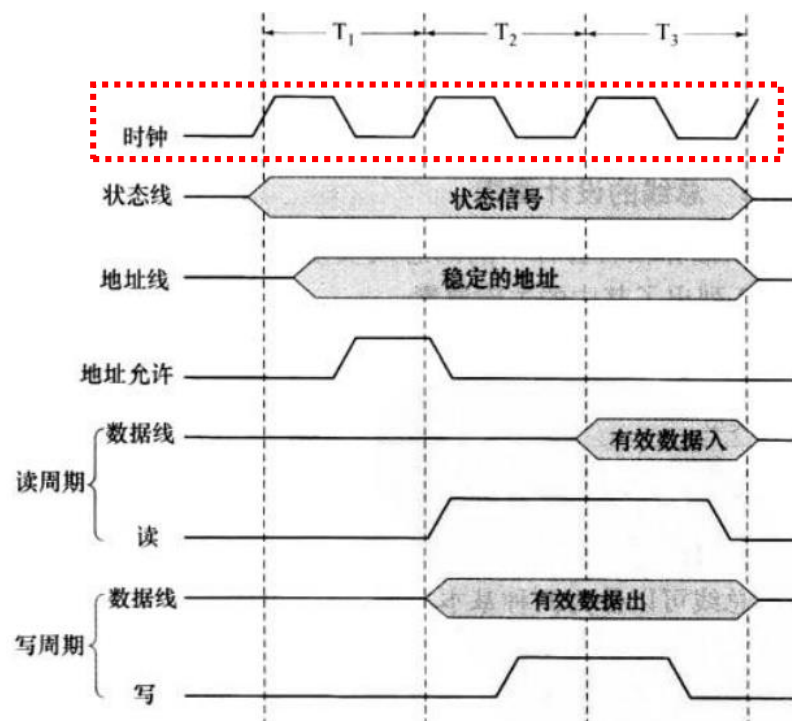 T₁ T₂ T₃
时钟
状态线 状态信号
地址线 稳定的地址
地址允许
数据线 有效数据入
读周期
读
数据线 有效数据出
写周期
写